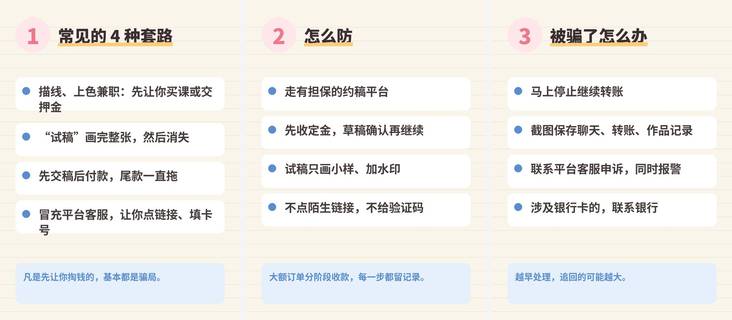 1 常见的 4 种套路
描线、上色兼职：先让你买课或交
押金
“试稿”画完整张，然后消失
先交稿后付款，尾款一直拖
冒充平台客服，让你点链接、填卡
号
凡是先让你掏钱的，基本都是骗局。
2 怎么防
走有担保的约稿平台
先收定金，草稿确认再继续
试稿只画小样、加水印
不点陌生链接，不给验证码
大额订单分阶段收款，每一步都留记录。
3 被骗了怎么办
马上停止继续转账
截图保存聊天、转账、作品记录
联系平台客服申诉，同时报警
涉及银行卡的，联系银行
越早处理，追回的可能越大。